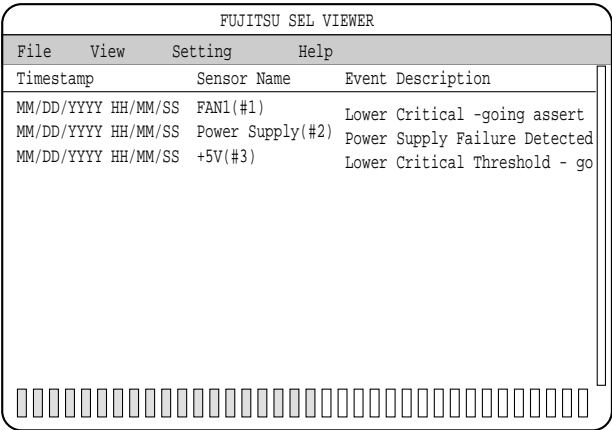 FUJITSU SEL VIEWER
File View Setting Help
Timestamp Sensor Name Event Description
MM/DD/YYYY HH/MM/SS FAN1(#1) Lower Critical -going assert
MM/DD/YYYY HH/MM/SS Power Supply(#2) Power Supply Failure Detected
MM/DD/YYYY HH/MM/SS +5V(#3) Lower Critical Threshold - go